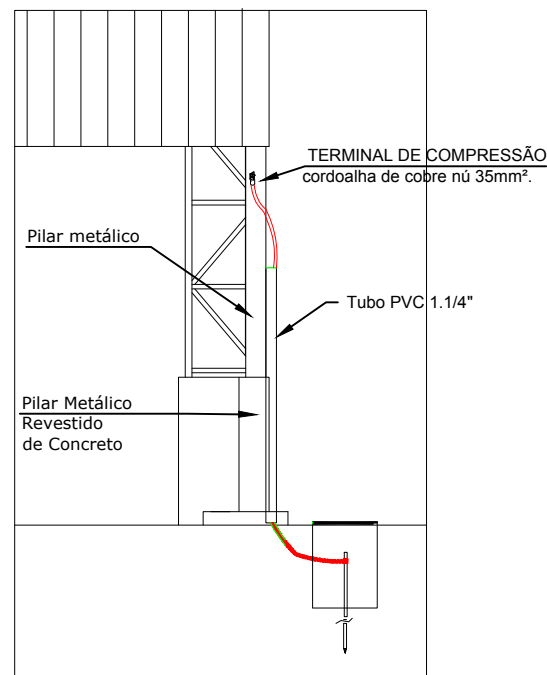 TERMINAL DE COMPRESSÃO
cordoalha de cobre nú 35mm².
Pilar metálico
Tubo PVC 1.1/4"
Pilar Metálico
Revestido
de Concreto